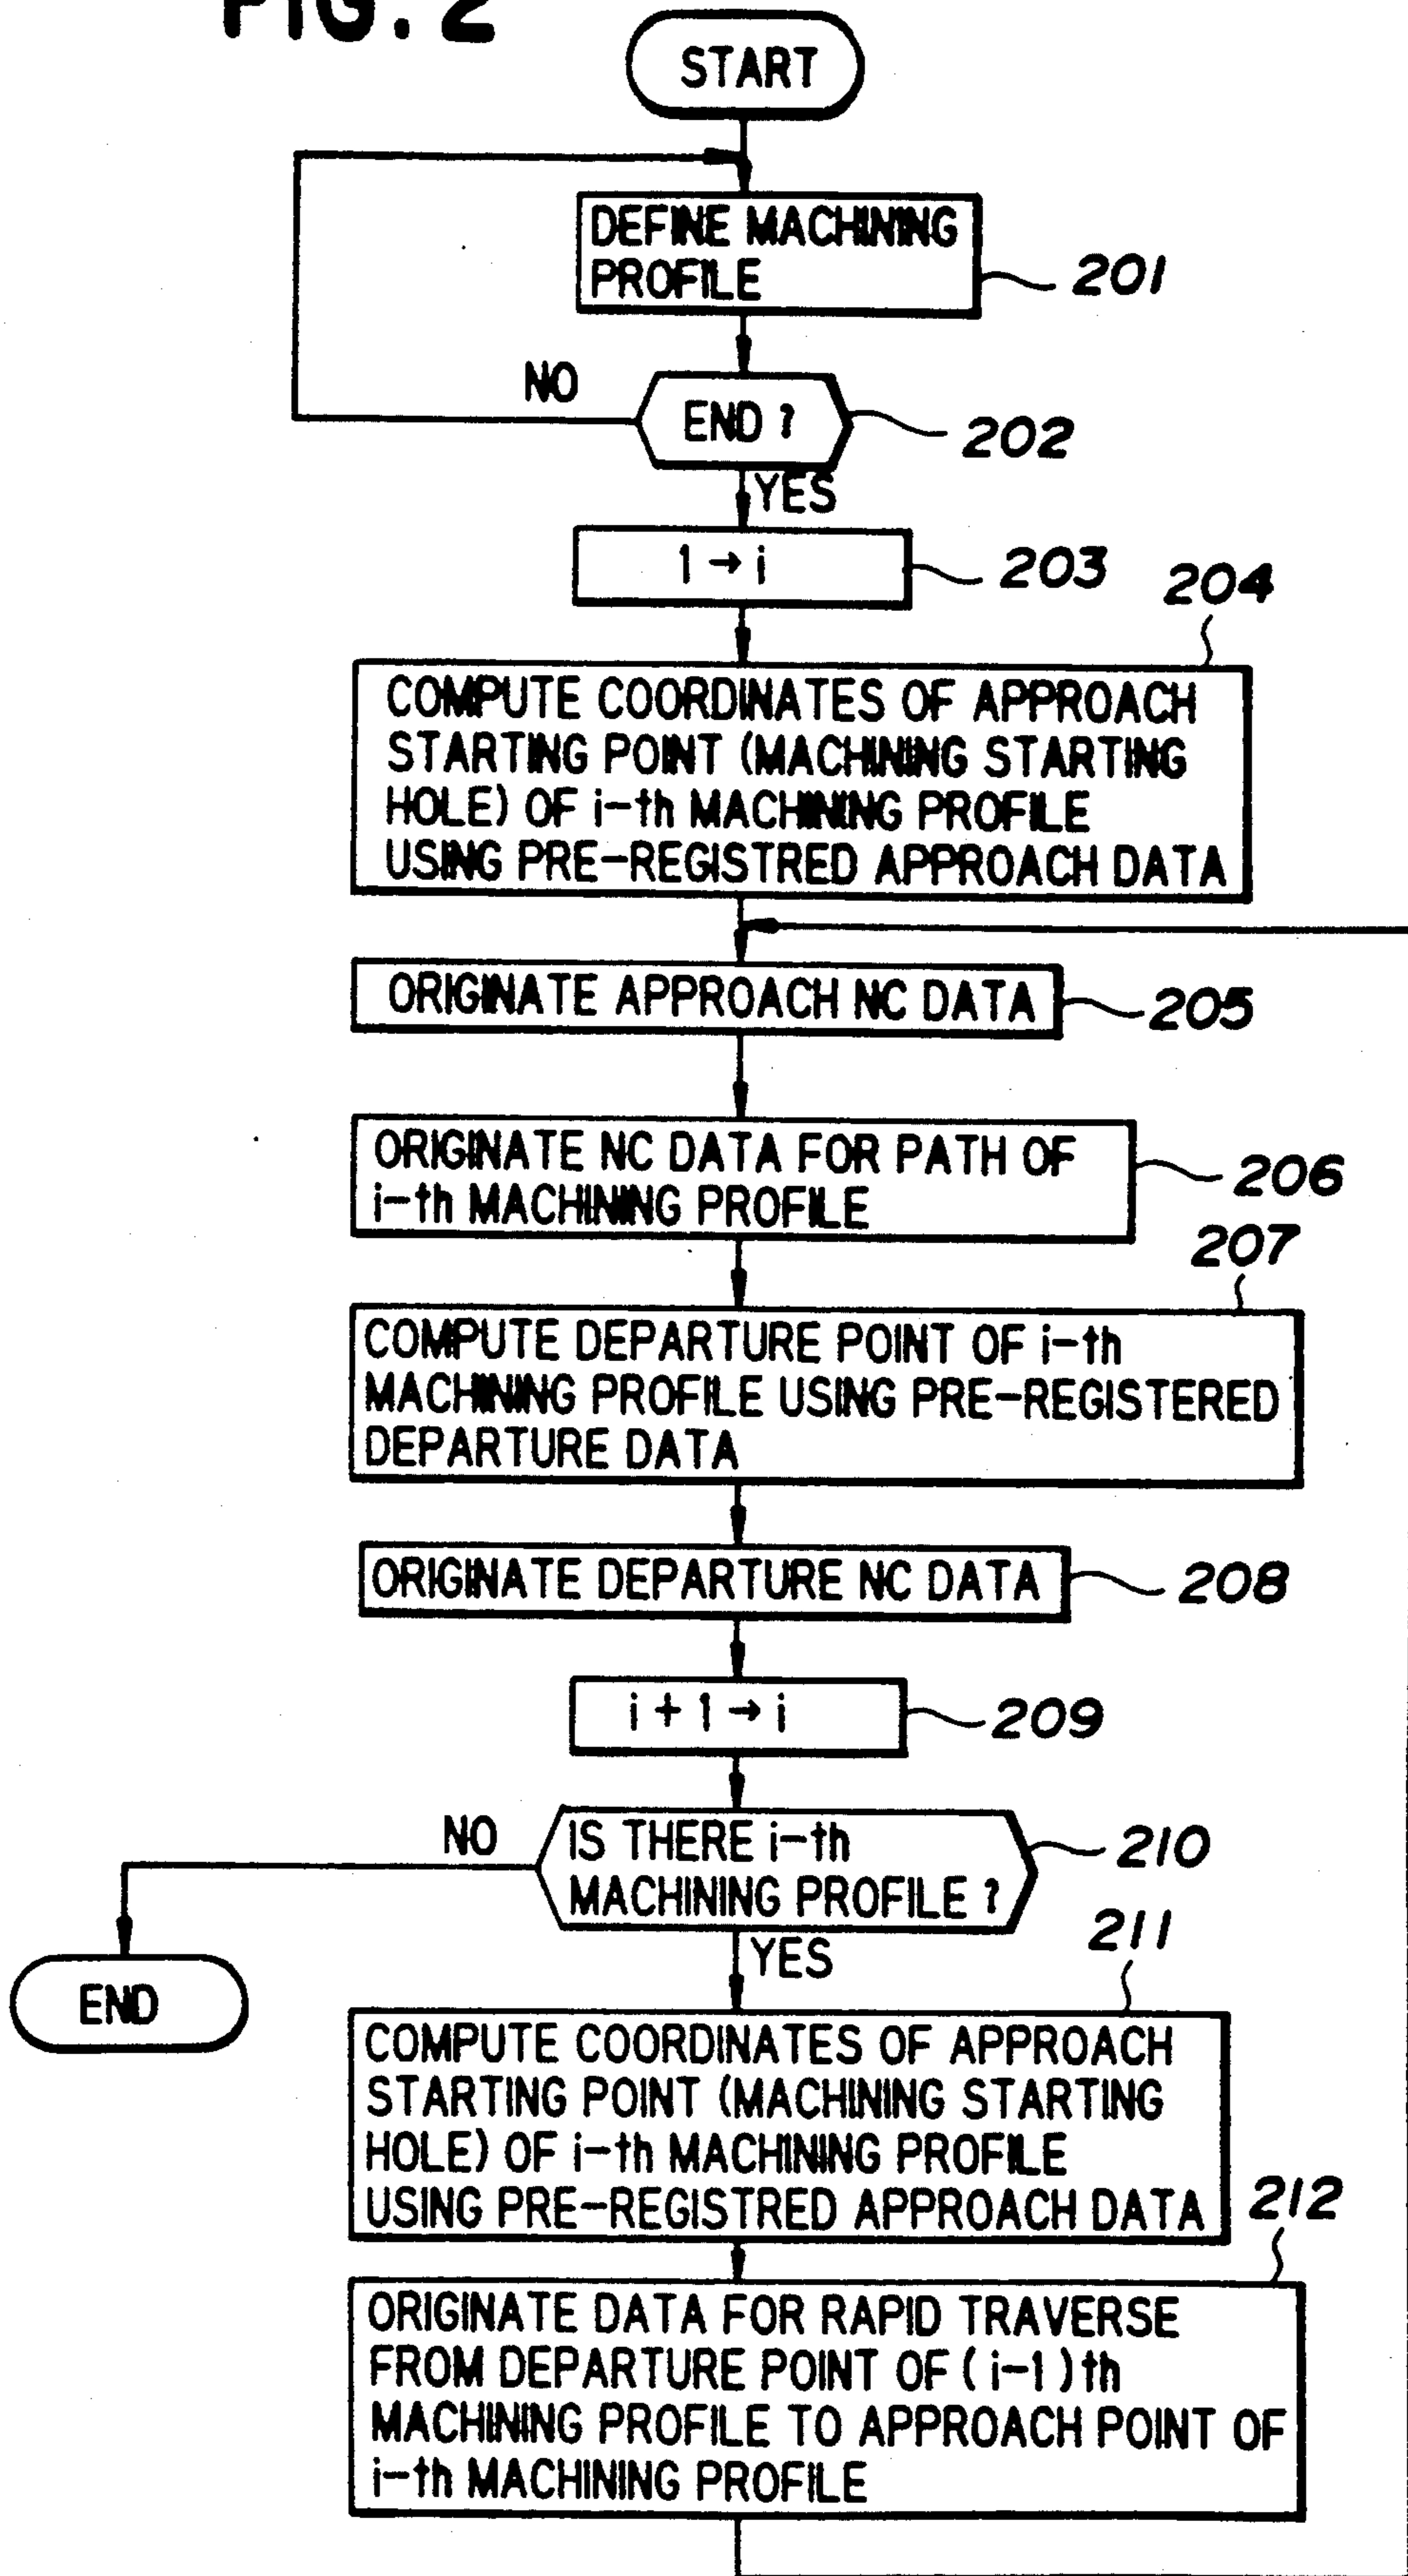 FIG. 2
START
DEFINE MACHINING
PROFILE
201
NO
END ?
202
YES
1 → i
203
204
COMPUTE COORDINATES OF APPROACH
STARTING POINT (MACHINING STARTING
HOLE) OF i-th MACHINING PROFILE
USING PRE-REGISTRED APPROACH DATA
ORIGINATE APPROACH NC DATA
205
ORIGINATE NC DATA FOR PATH OF
i-th MACHINING PROFILE
206
207
COMPUTE DEPARTURE POINT OF i-th
MACHINING PROFILE USING PRE-REGISTERED
DEPARTURE DATA
ORIGINATE DEPARTURE NC DATA
208
i + 1 → i
209
NO
IS THERE i-th
MACHINING PROFILE ?
210
YES
END
211
COMPUTE COORDINATES OF APPROACH
STARTING POINT (MACHINING STARTING
HOLE) OF i-th MACHINING PROFILE
USING PRE-REGISTRED APPROACH DATA
212
ORIGINATE DATA FOR RAPID TRAVERSE
FROM DEPARTURE POINT OF (i-1)th
MACHINING PROFILE TO APPROACH POINT OF
i-th MACHINING PROFILE